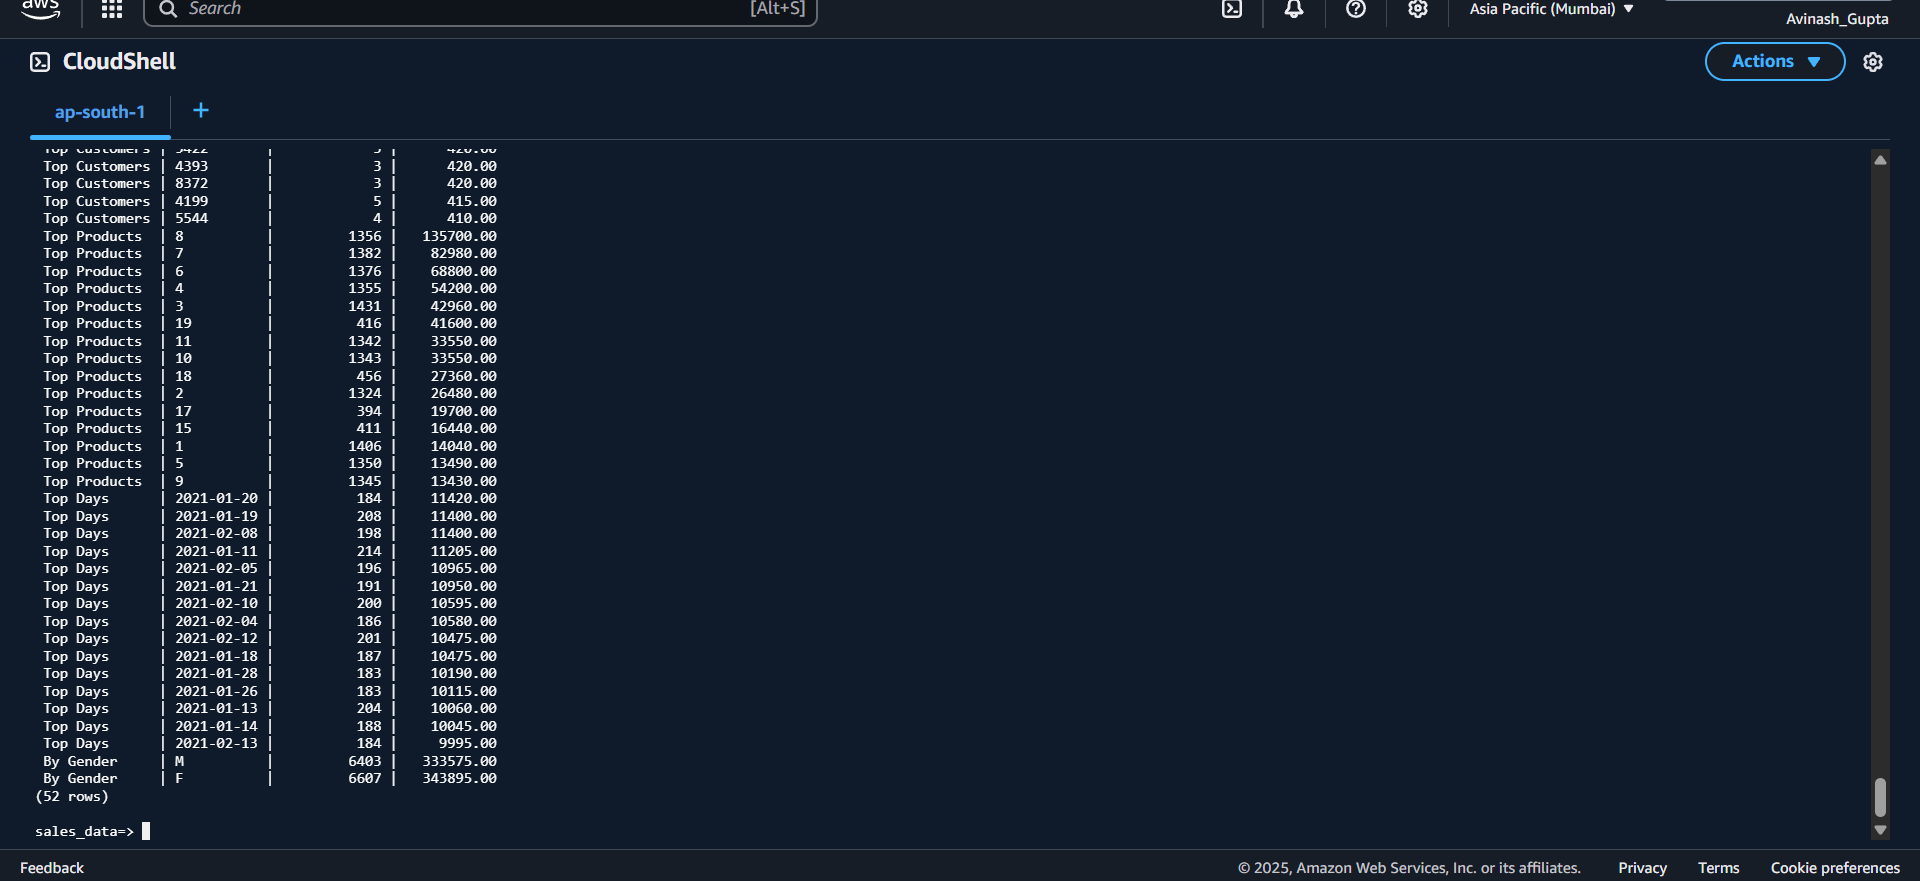 aws
Search [Alt+S]
Asia Pacific (Mumbai) ▼
Avinash_Gupta
CloudShell
Actions ▼
ap-south-1 +
Top Customers | 3422 | 3 | 420.00
Top Customers | 4393 | 3 | 420.00
Top Customers | 8372 | 3 | 420.00
Top Customers | 4199 | 5 | 415.00
Top Customers | 5544 | 4 | 410.00
Top Products | 8 | 1356 | 135700.00
Top Products | 7 | 1382 | 82980.00
Top Products | 6 | 1376 | 68800.00
Top Products | 4 | 1355 | 54200.00
Top Products | 3 | 1431 | 42960.00
Top Products | 19 | 416 | 41600.00
Top Products | 11 | 1342 | 33550.00
Top Products | 10 | 1343 | 33550.00
Top Products | 18 | 456 | 27360.00
Top Products | 2 | 1324 | 26480.00
Top Products | 17 | 394 | 19700.00
Top Products | 15 | 411 | 16440.00
Top Products | 1 | 1406 | 14040.00
Top Products | 5 | 1350 | 13490.00
Top Products | 9 | 1345 | 13430.00
Top Days | 2021-01-20 | 184 | 11420.00
Top Days | 2021-01-19 | 208 | 11400.00
Top Days | 2021-02-08 | 198 | 11400.00
Top Days | 2021-01-11 | 214 | 11205.00
Top Days | 2021-02-05 | 196 | 10965.00
Top Days | 2021-01-21 | 191 | 10950.00
Top Days | 2021-02-10 | 200 | 10595.00
Top Days | 2021-02-04 | 186 | 10580.00
Top Days | 2021-02-12 | 201 | 10475.00
Top Days | 2021-01-18 | 187 | 10475.00
Top Days | 2021-01-28 | 183 | 10190.00
Top Days | 2021-01-26 | 183 | 10115.00
Top Days | 2021-01-13 | 204 | 10060.00
Top Days | 2021-01-14 | 188 | 10045.00
Top Days | 2021-02-13 | 184 | 9995.00
By Gender | M | 6403 | 333575.00
By Gender | F | 6607 | 343895.00
(52 rows)
sales_data=>
Feedback © 2025, Amazon Web Services, Inc. or its affiliates. Privacy Terms Cookie preferences